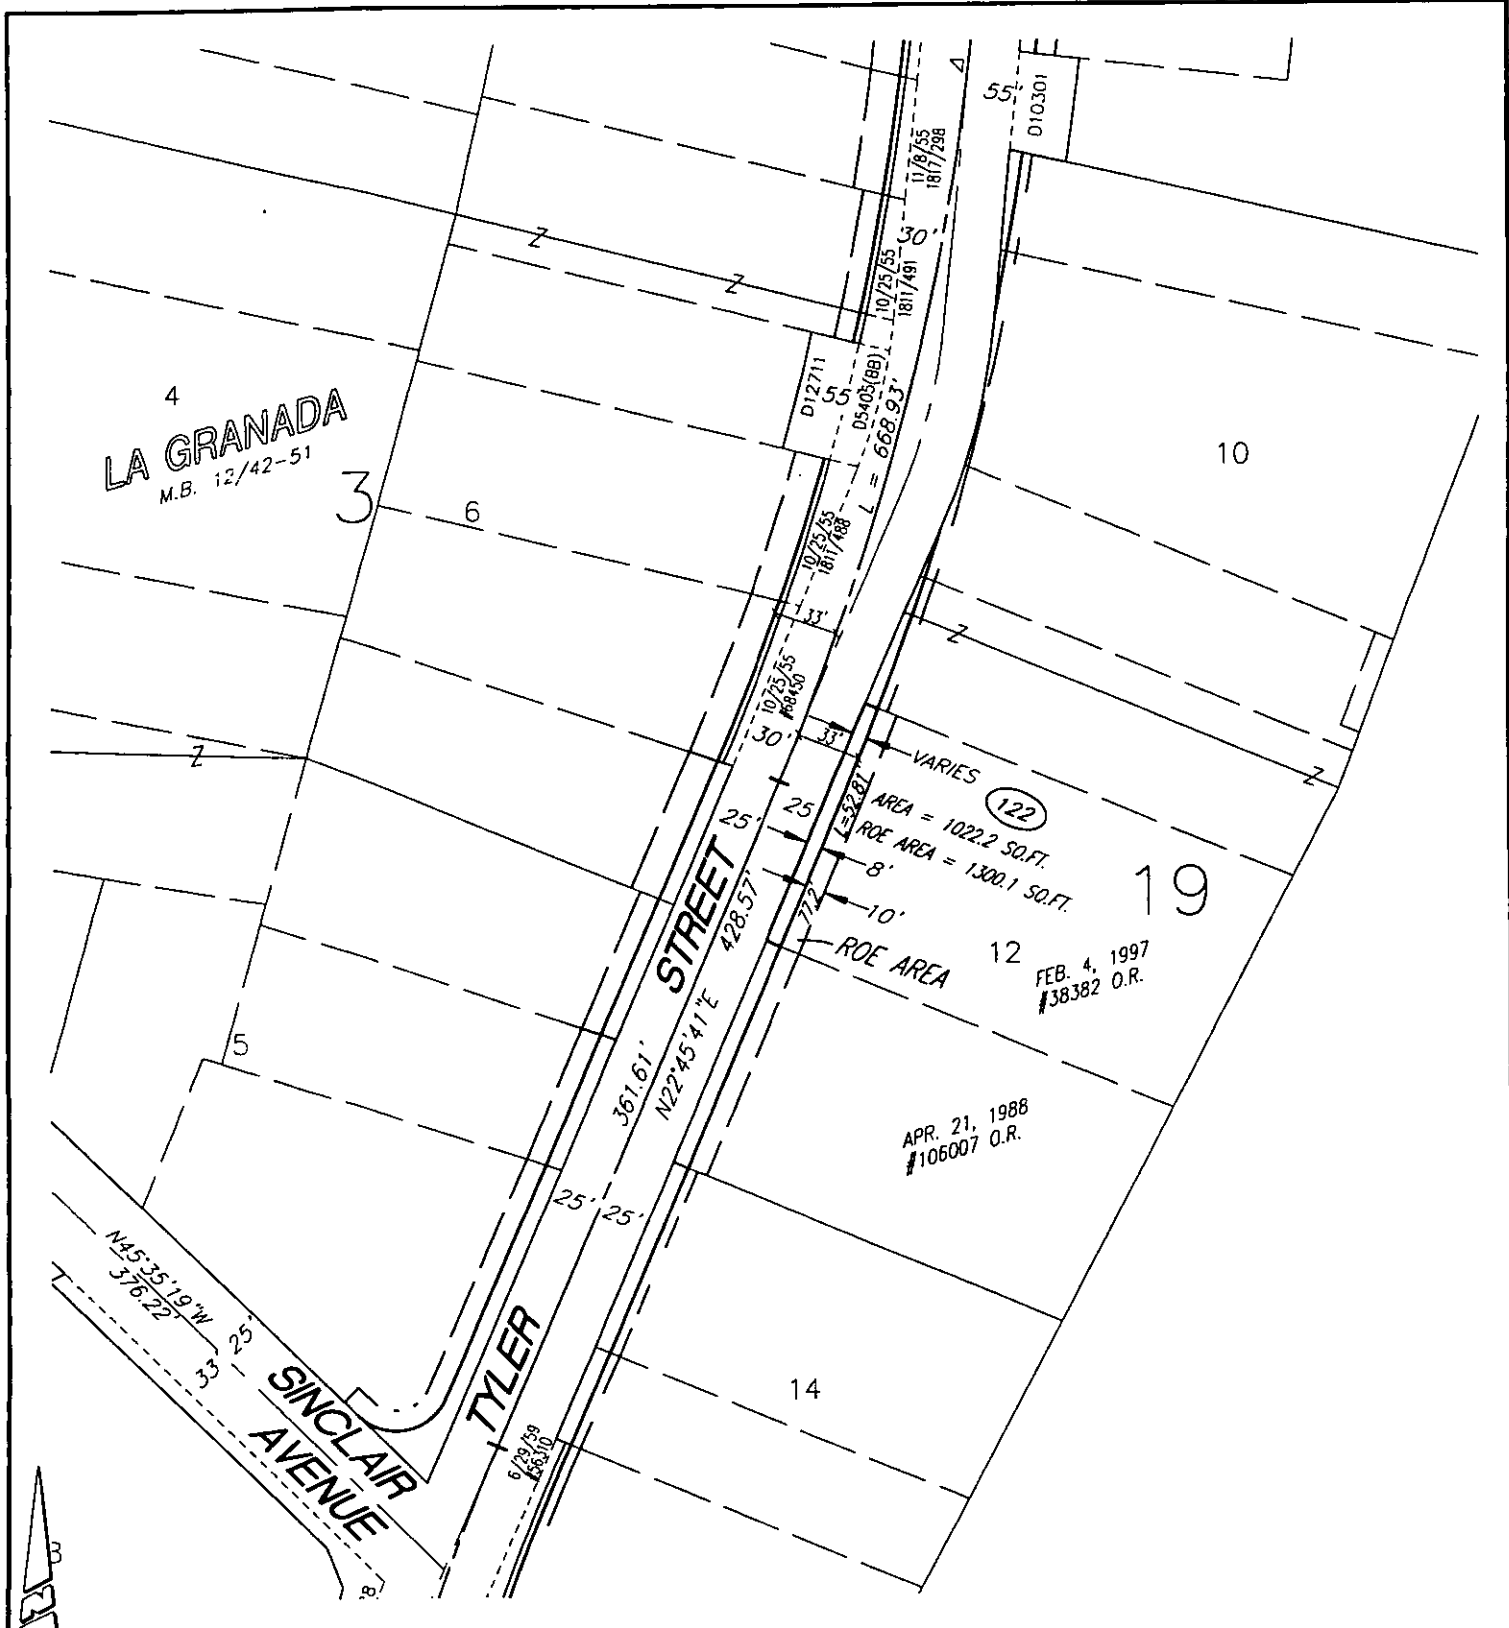 55'
D10301
11/8/55
1817/298
30'
10/25/55
1811/491
4
LA GRANADA
M.B. 12/42-51
3
6
D12711
55
D5405(BB)
L = 668.93'
10
10/25/55
1811/488
33'
10/25/55
#68450
30'
33'
VARIES
122
L=52.81'
AREA = 1022.2 SQ.FT.
ROE AREA = 1300.1 SQ.FT.
25
25'
8'
10'
77.2'
ROE AREA
19
12
FEB. 4, 1997
#38382 O.R.
STREET
428.57'
361.61'
N22°45'41"E
5
APR. 21, 1988
#106007 O.R.
25' 25'
N45°35'19"W
376.22'
33 25'
SINCLAIR
AVENUE
TYLER
6/29/59
14
3
8